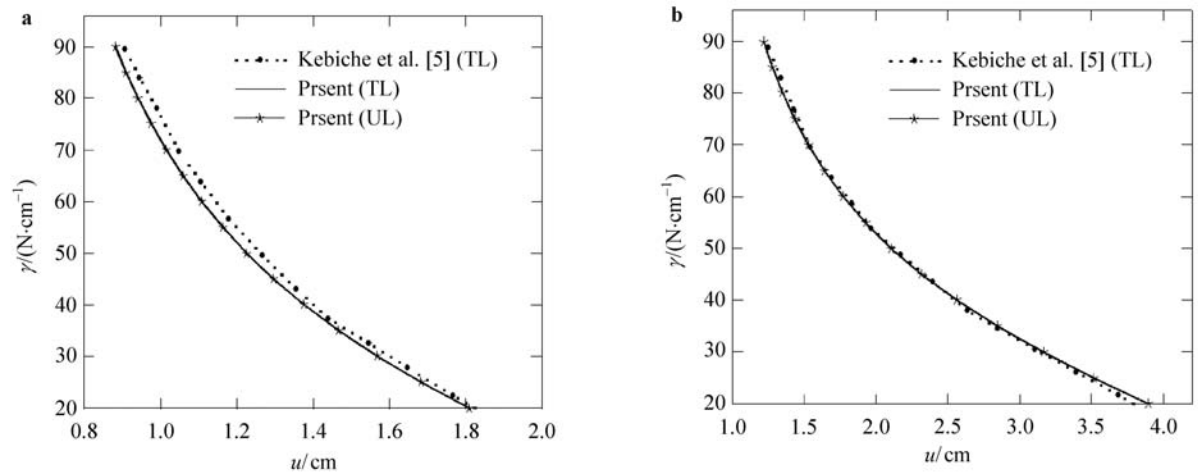 a
90
80
70
60
50
40
30
20
γ/(N·cm⁻¹)
Kebiche et al. [5] (TL)
Prsent (TL)
Prsent (UL)
0.8 1.0 1.2 1.4 1.6 1.8 2.0
u/cm
b
90
80
70
60
50
40
30
20
γ/(N·cm⁻¹)
Kebiche et al. [5] (TL)
Prsent (TL)
Prsent (UL)
1.0 1.5 2.0 2.5 3.0 3.5 4.0
u/cm